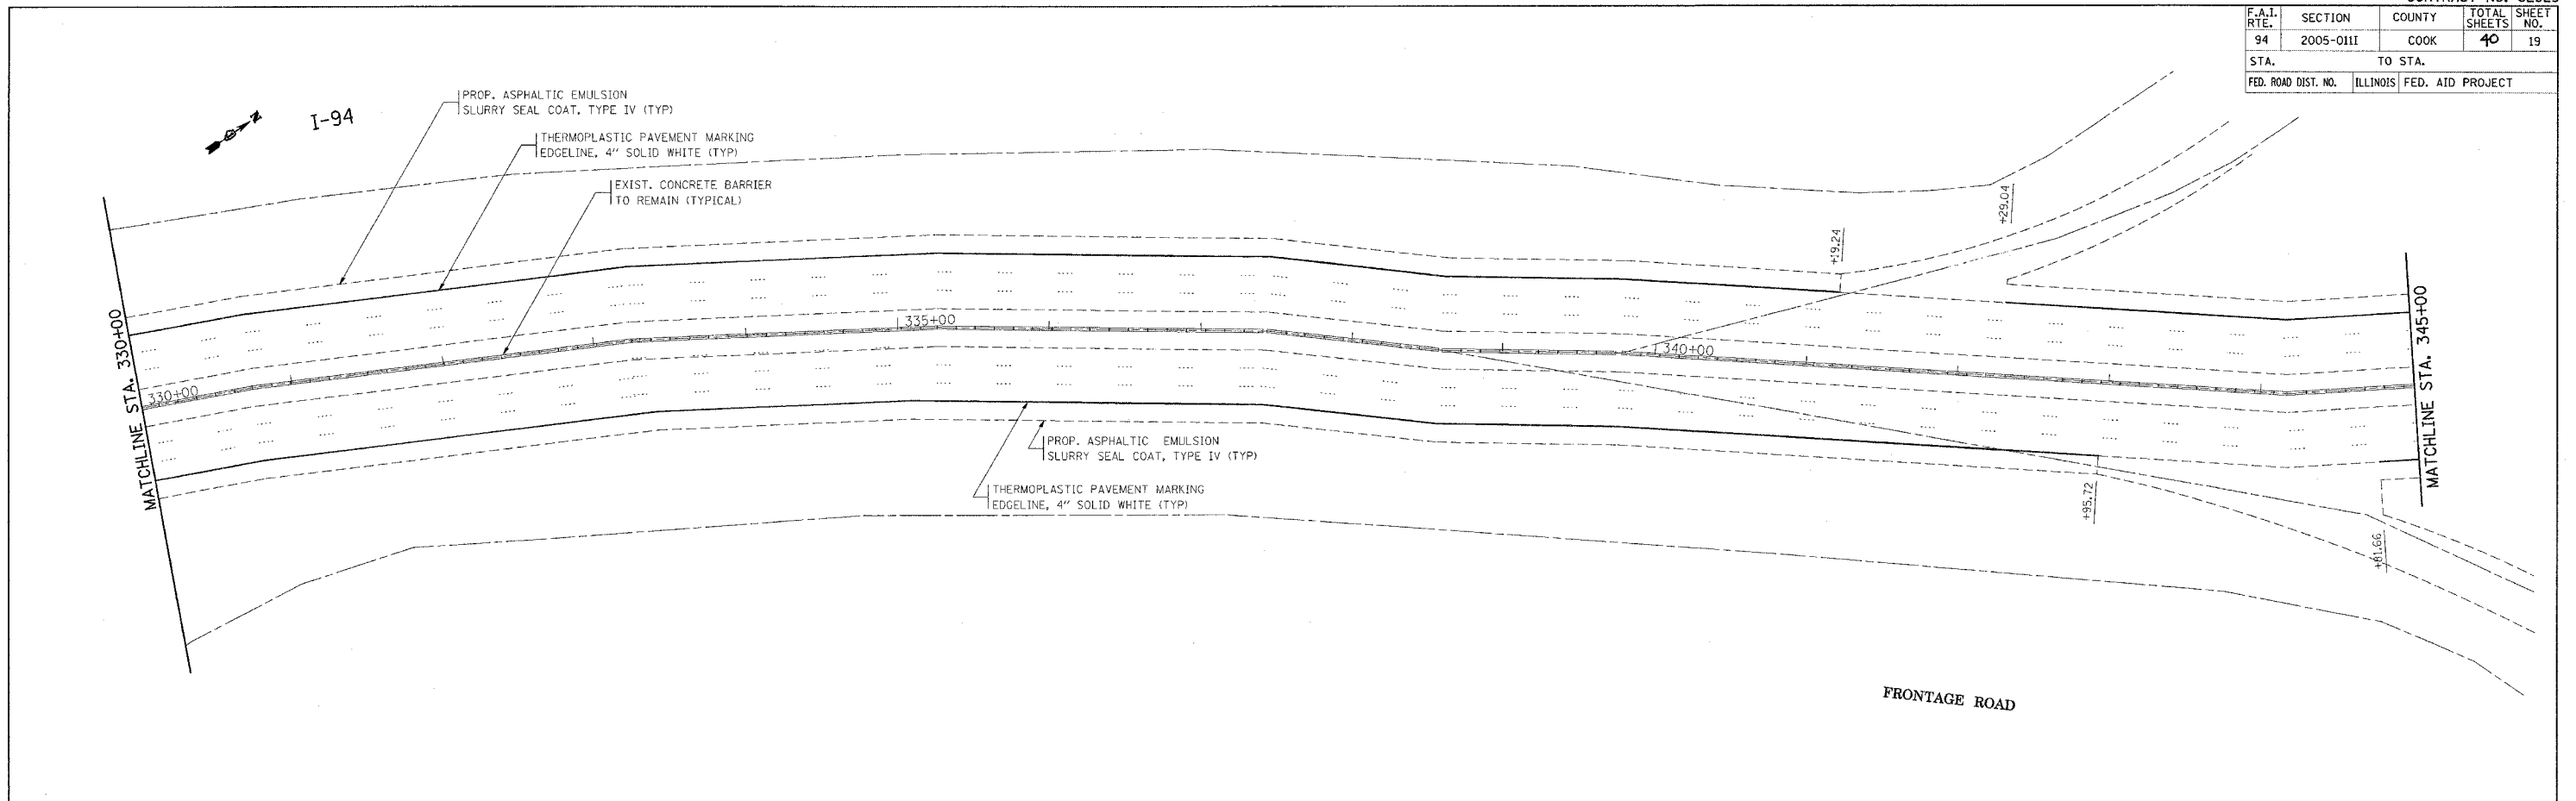 CONTRACT NO.
F.A.I. RTE. SECTION COUNTY TOTAL SHEETS SHEET NO.
94 2005-011I COOK 40 19
STA. TO STA.
FED. ROAD DIST. NO. ILLINOIS FED. AID PROJECT
I-94
PROP. ASPHALTIC EMULSION
SLURRY SEAL COAT, TYPE IV (TYP)
THERMOPLASTIC PAVEMENT MARKING
EDGELINE, 4" SOLID WHITE (TYP)
EXIST. CONCRETE BARRIER
TO REMAIN (TYPICAL)
+29.04
+19.24
MATCHLINE STA. 330+00
330+00
335+00
340+00
MATCHLINE STA. 345+00
PROP. ASPHALTIC EMULSION
SLURRY SEAL COAT, TYPE IV (TYP)
THERMOPLASTIC PAVEMENT MARKING
EDGELINE, 4" SOLID WHITE (TYP)
+95.72
+81.66
FRONTAGE ROAD